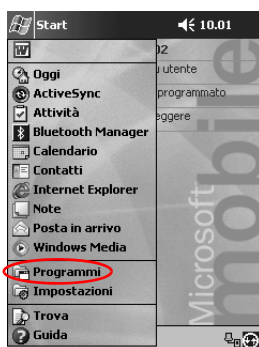 Start 10.01
02
Oggi
utente
ActiveSync
programmato
Attività
eggere
Bluetooth Manager
Calendario
Contatti
Internet Explorer
Note
Posta in arrivo
Windows Media
Programmi
Impostazioni
Trova
Guida
Microsoft
mobile